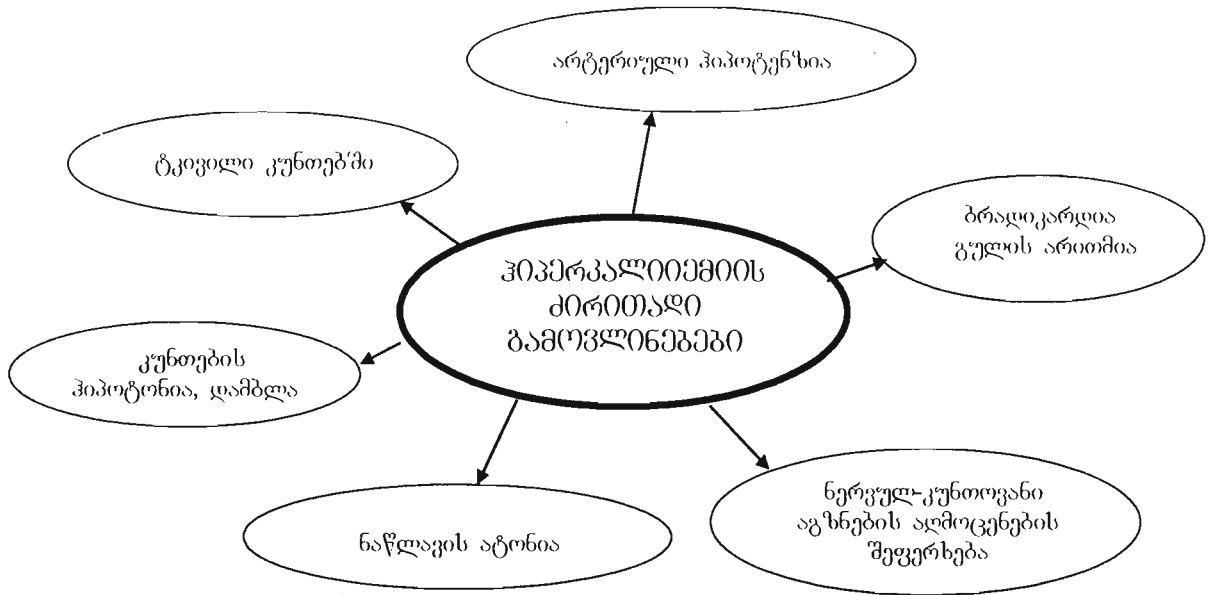 არტერიული ჰიპოტენზია
ტკივილი კუნთებში
ბრადიკარდია
გულის არითმია
ჰიპერკალიიემიის
ძირითადი
გამოვლინებები
კუნთების
ჰიპოტონია, დამბლა
ნაწლავის ატონია
ნერვულ-კუნთოვანი
აგზნების აღმოცენების
შეფერხება